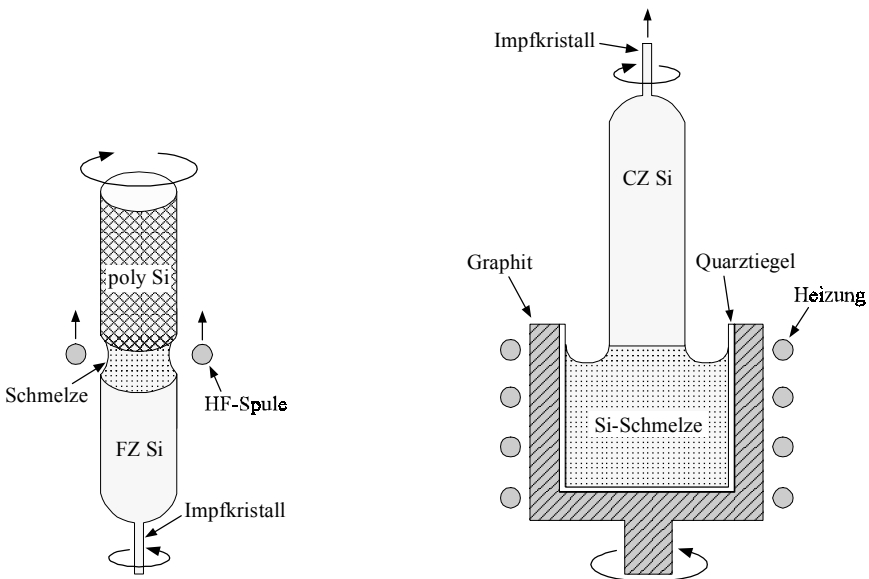 poly Si
Schmelze
HF-Spule
FZ Si
Impfkristall
Impfkristall
CZ Si
Graphit
Quarztiegel
Heizung
Si-Schmelze